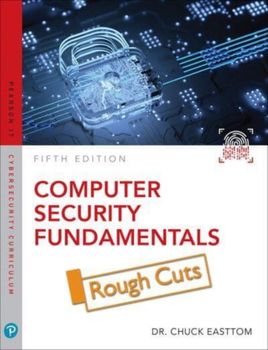 PEARSON IT
CYBERSECURITY CURRICULUM
FIFTH EDITION
COMPUTER
SECURITY
FUNDAMENTALS
Rough Cuts
DR. CHUCK EASTTOM
P